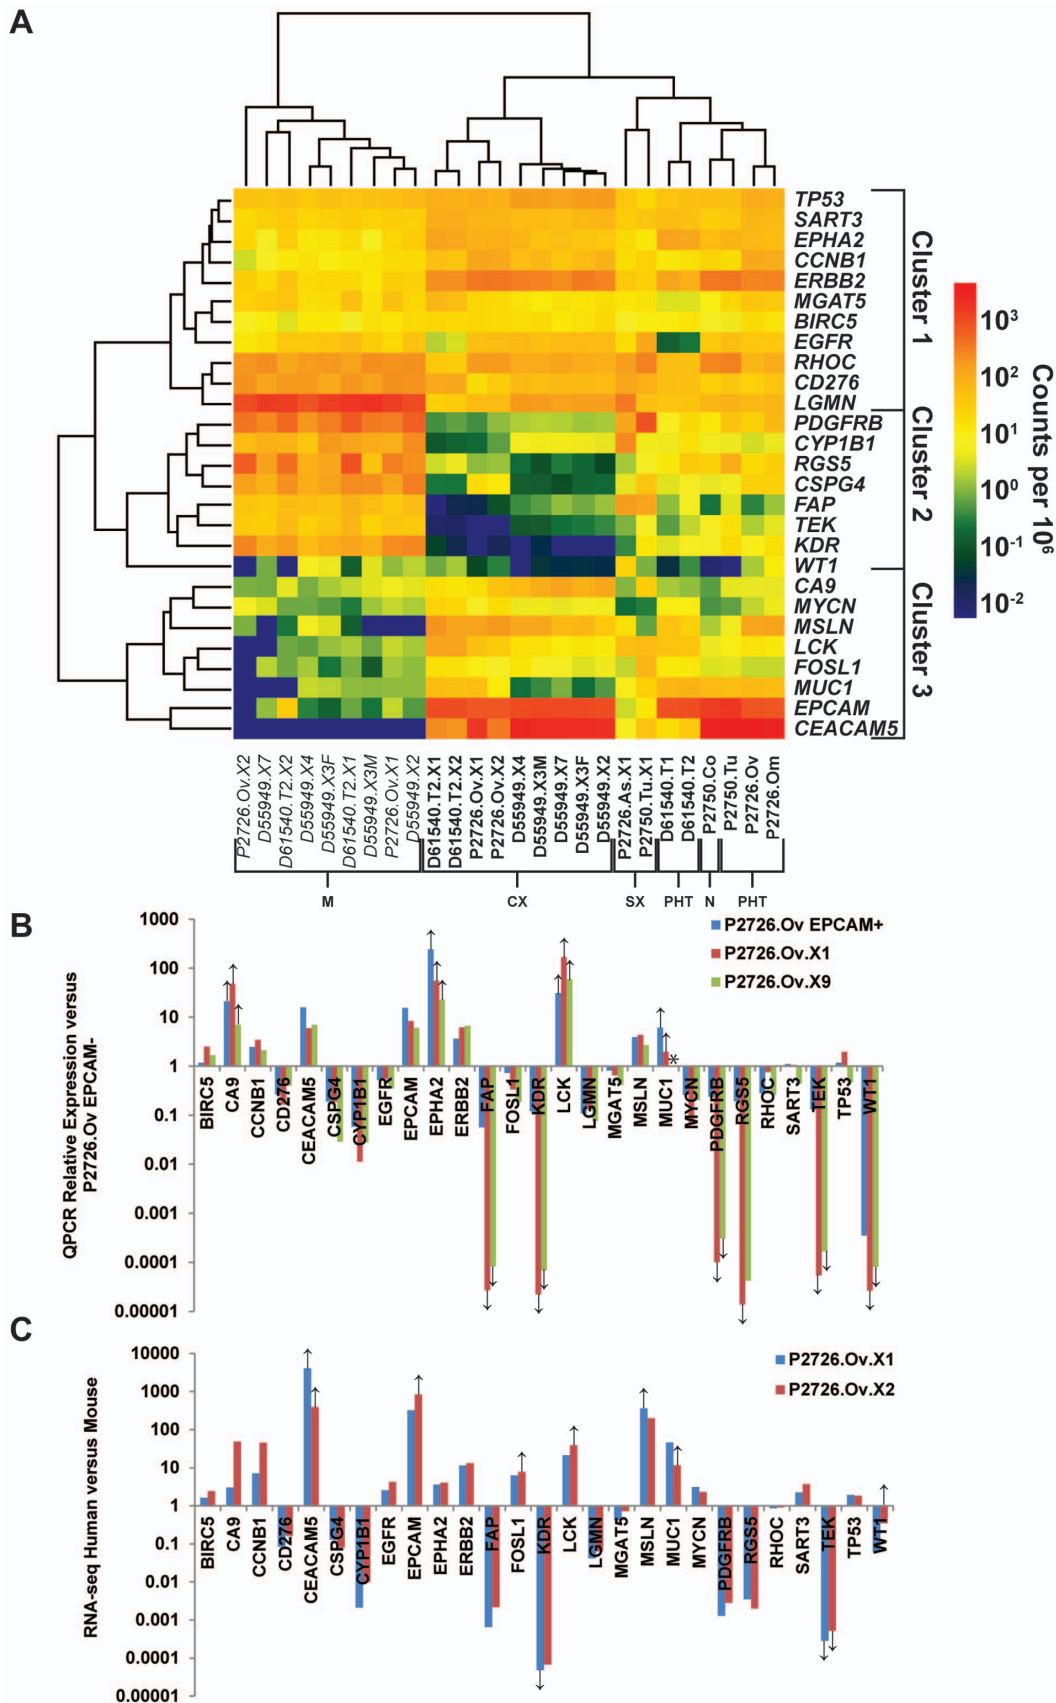 A
TP53
SART3
EPHA2
CCNB1
ERBB2
MGAT5
BIRC5
EGFR
RHOC
CD276
LGMN
PDGFRB
CYP1B1
RGS5
CSPG4
FAP
TEK
KDR
WT1
CA9
MYCN
MSLN
LCK
FOSL1
MUC1
EPCAM
CEACAM5
Cluster 1
Cluster 2
Cluster 3
10³
10²
10¹
10⁰
10⁻¹
10⁻²
Counts per 10⁶
P2726.Ov.X2
D55949.X7
D61540.T2.X2
D55949.X4
D55949.X3F
D61540.T2.X1
D55949.X3M
P2726.Ov.X1
D55949.X2
D61540.T2.X1
D61540.T2.X2
P2726.Ov.X1
P2726.Ov.X2
D55949.X4
D55949.X3M
D55949.X7
D55949.X3F
D55949.X2
P2726.As.X1
P2750.Tu.X1
D61540.T1
D61540.T2
P2750.Co
P2750.Tu
P2726.Ov
P2726.Om
M CX SX PHT N PHT
B
QPCR Relative Expression versus
P2726.Ov EPCAM-
1000
100
10
1
0.1
0.01
0.001
0.0001
0.00001
P2726.Ov EPCAM+
P2726.Ov.X1
P2726.Ov.X9
*
BIRC5
CA9
CCNB1
CD276
CEACAM5
CSPG4
CYP1B1
EGFR
EPCAM
EPHA2
ERBB2
FAP
FOSL1
KDR
LCK
LGMN
MGAT5
MSLN
MUC1
MYCN
PDGFRB
RGS5
RHOC
SART3
TEK
TP53
WT1
C
RNA-seq Human versus Mouse
10000
1000
100
10
1
0.1
0.01
0.001
0.0001
0.00001
P2726.Ov.X1
P2726.Ov.X2
BIRC5
CA9
CCNB1
CD276
CEACAM5
CSPG4
CYP1B1
EGFR
EPCAM
EPHA2
ERBB2
FAP
FOSL1
KDR
LCK
LGMN
MGAT5
MSLN
MUC1
MYCN
PDGFRB
RGS5
RHOC
SART3
TEK
TP53
WT1